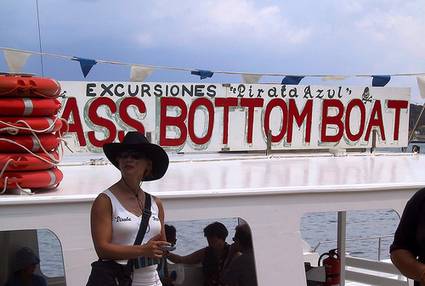 EXCURSIONES "Pirata Azul"
ASS. BOTTOM BOAT
Pirata